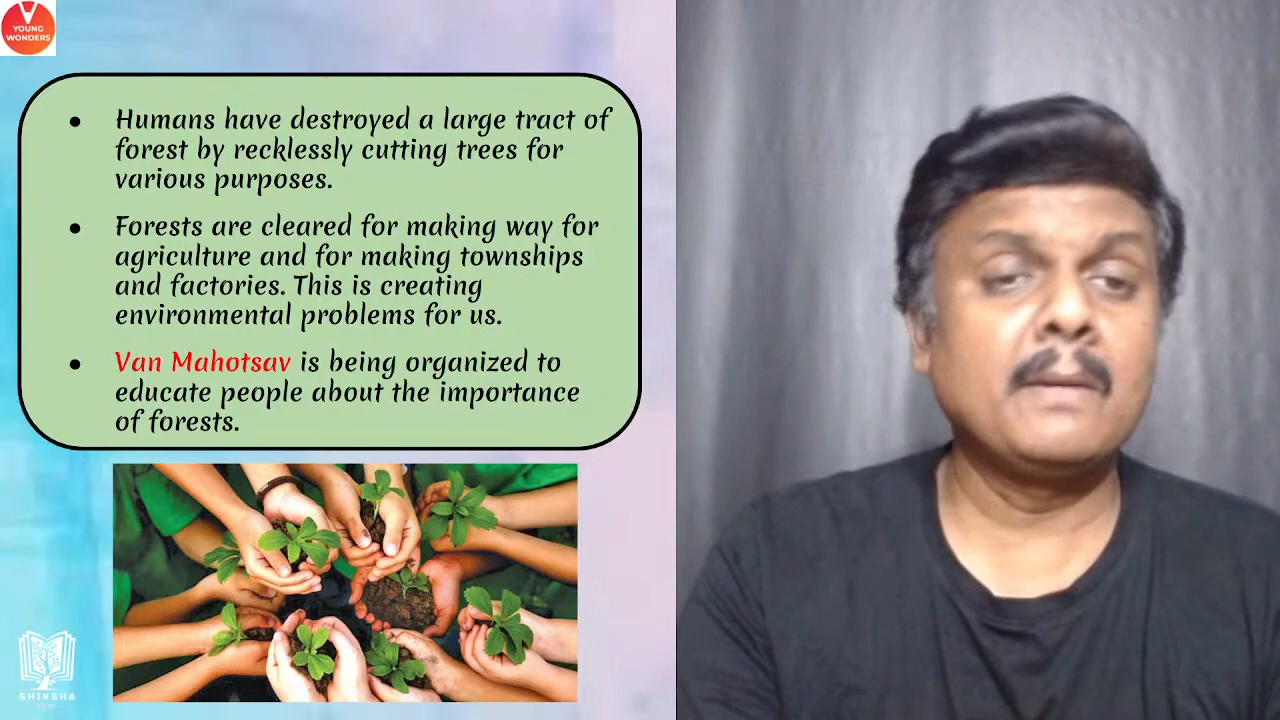 YOUNG
WONDERS
● Humans have destroyed a large tract of
forest by recklessly cutting trees for
various purposes.
● Forests are cleared for making way for
agriculture and for making townships
and factories. This is creating
environmental problems for us.
● Van Mahotsav is being organized to
educate people about the importance
of forests.
SHIKSHA